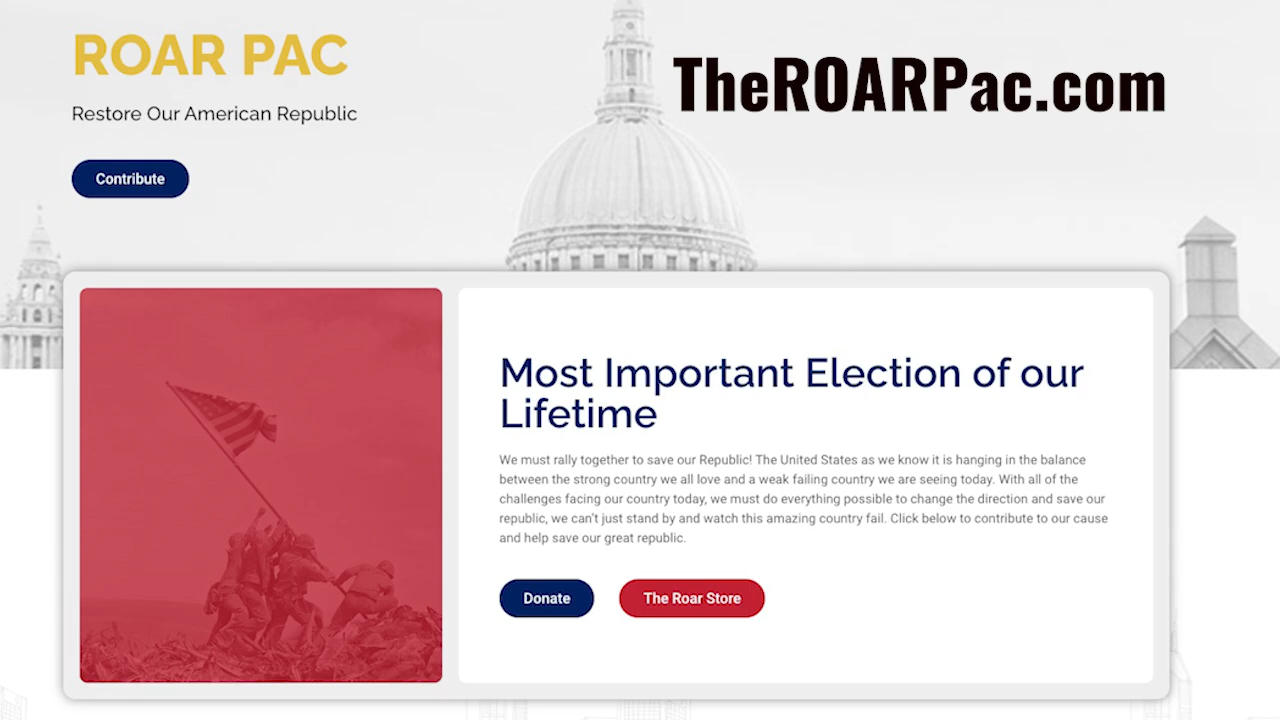 ROAR PAC
TheROARPac.com
Restore Our American Republic
Contribute
Most Important Election of our
Lifetime
We must rally together to save our Republic! The United States as we know it is hanging in the balance
between the strong country we all love and a weak failing country we are seeing today. With all of the
challenges facing our country today, we must do everything possible to change the direction and save our
republic, we can't just stand by and watch this amazing country fail. Click below to contribute to our cause
and help save our great republic.
Donate
The Roar Store